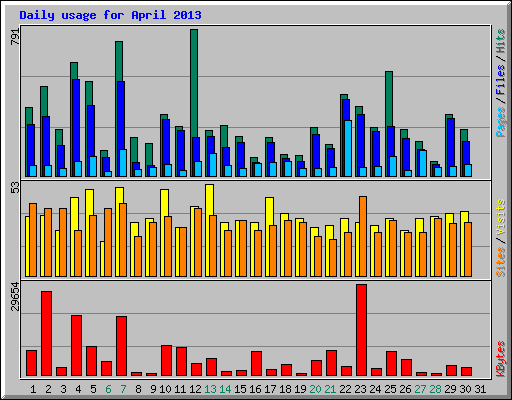 Daily usage for April 2013
791
Pages / Files / Hits
53
Sites / Visits
29654
KBytes
1 2 3 4 5 6 7 8 9 10 11 12 13 14 15 16 17 18 19 20 21 22 23 24 25 26 27 28 29 30 31